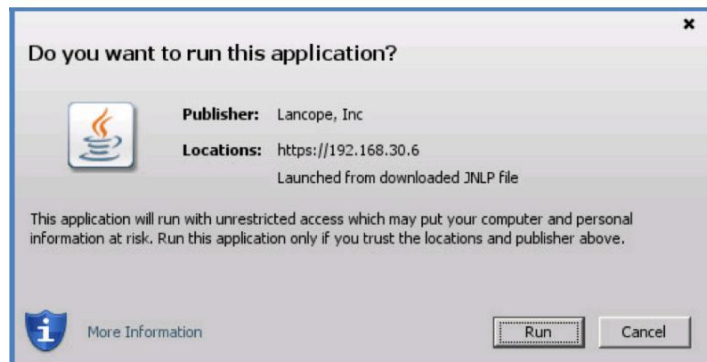 Do you want to run this application?
Publisher: Lancope, Inc
Locations: https://192.168.30.6
Launched from downloaded JNLP file
This application will run with unrestricted access which may put your computer and personal
information at risk. Run this application only if you trust the locations and publisher above.
More Information
Run Cancel